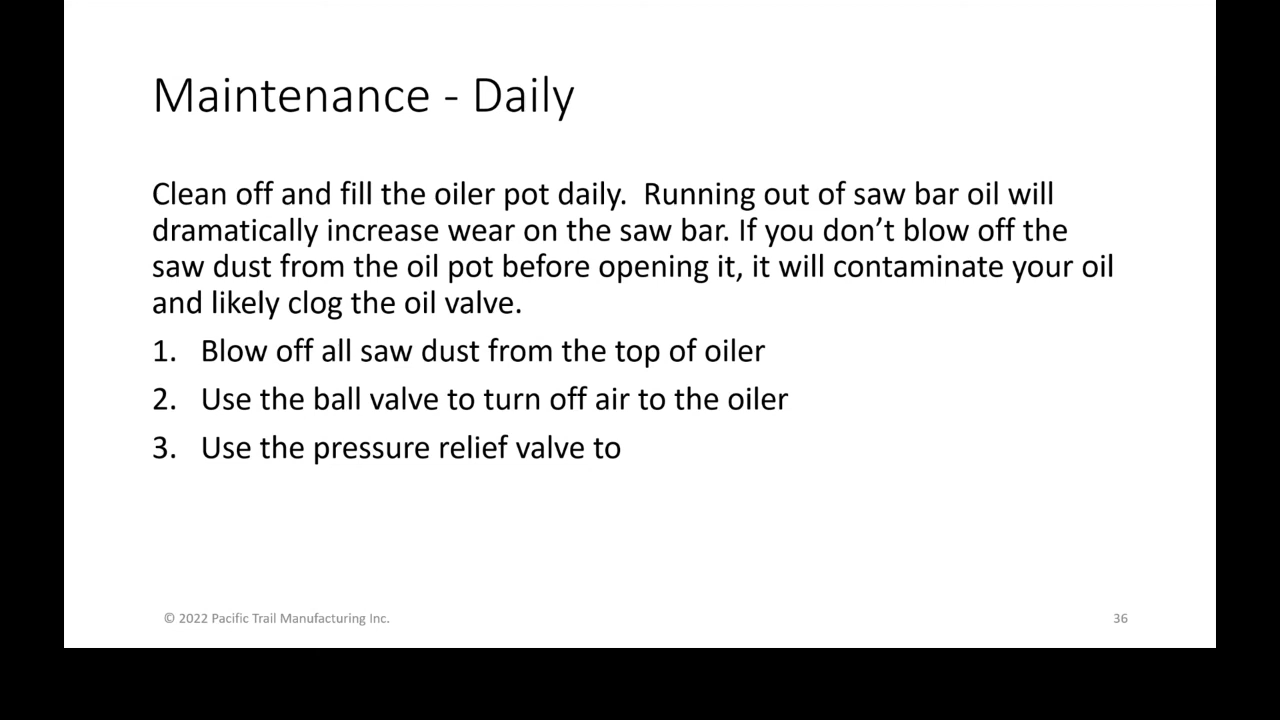 Maintenance - Daily
Clean off and fill the oiler pot daily.  Running out of saw bar oil will
dramatically increase wear on the saw bar. If you don’t blow off the
saw dust from the oil pot before opening it, it will contaminate your oil
and likely clog the oil valve.
1. Blow off all saw dust from the top of oiler
2. Use the ball valve to turn off air to the oiler
3. Use the pressure relief valve to
© 2022 Pacific Trail Manufacturing Inc.
36